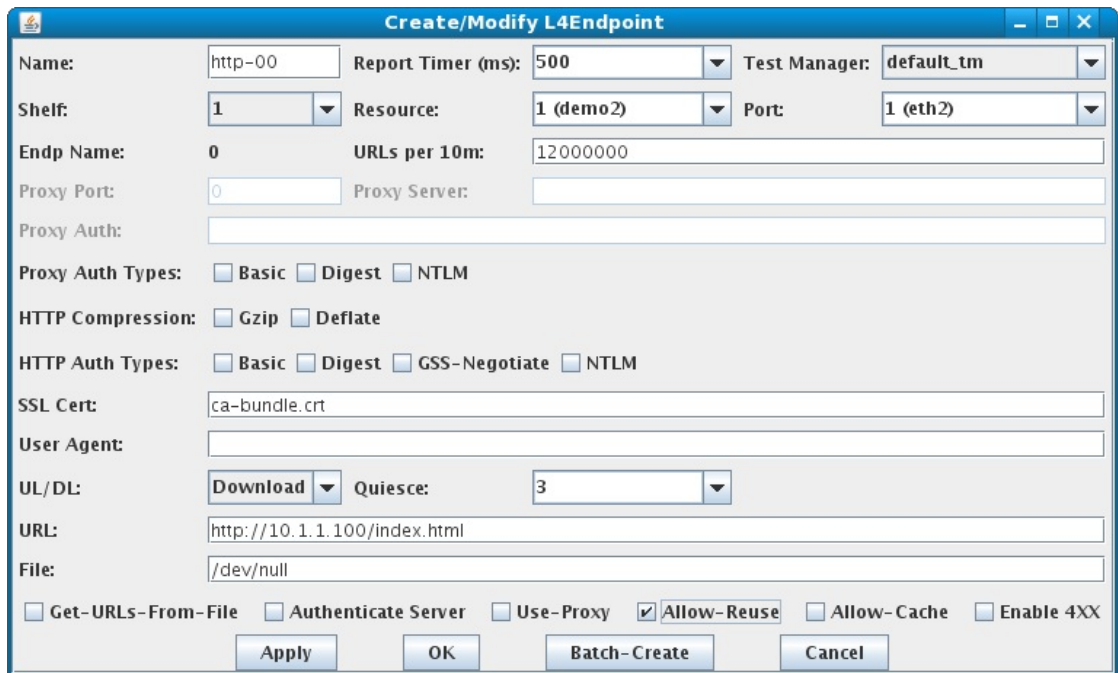 Create/Modify L4Endpoint
Name: http-00 Report Timer (ms): 500 Test Manager: default_tm
Shelf: 1 Resource: 1 (demo2) Port: 1 (eth2)
Endp Name: 0 URLs per 10m: 12000000
Proxy Port: 0 Proxy Server:
Proxy Auth:
Proxy Auth Types: Basic Digest NTLM
HTTP Compression: Gzip Deflate
HTTP Auth Types: Basic Digest GSS-Negotiate NTLM
SSL Cert: ca-bundle.crt
User Agent:
UL/DL: Download Quiesce: 3
URL: http://10.1.1.100/index.html
File: /dev/null
Get-URLs-From-File Authenticate Server Use-Proxy Allow-Reuse Allow-Cache Enable 4XX
Apply OK Batch-Create Cancel